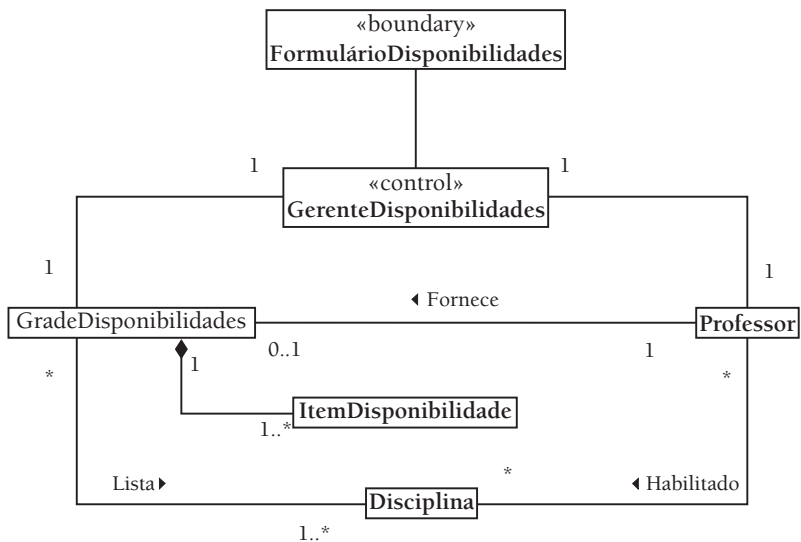 «boundary»
FormulárioDisponibilidades
1
«control»
1
GerenteDisponibilidades
1
1
◄ Fornece
GradeDisponibilidades
Professor
0..1
1
1
*
*
ItemDisponibilidade
1..*
*
Lista ►
◄ Habilitado
Disciplina
1..*